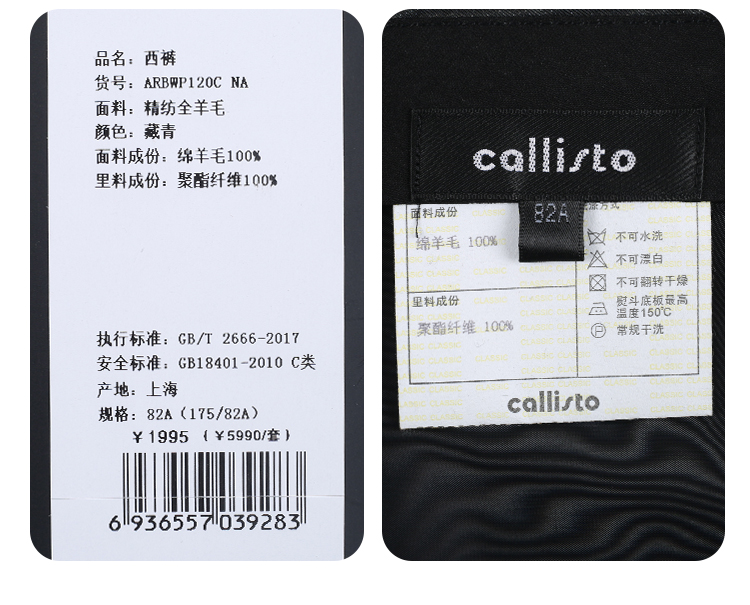 品名：西裤
货号：ARBWP120C NA
面料：精纺全羊毛
颜色：藏青
面料成份：绵羊毛100%
里料成份：聚酯纤维100%
执行标准：GB/T 2666-2017
安全标准：GB18401-2010 C类
产地：上海
规格：82A（175/82A）
￥1995 (￥5990/套)
6 936557 039283
callisto
82A
面料成份
绵羊毛 100%
里料成份
聚酯纤维 100%
不可水洗
不可漂白
不可翻转干燥
熨斗底板最高
温度150℃
常规干洗
callisto